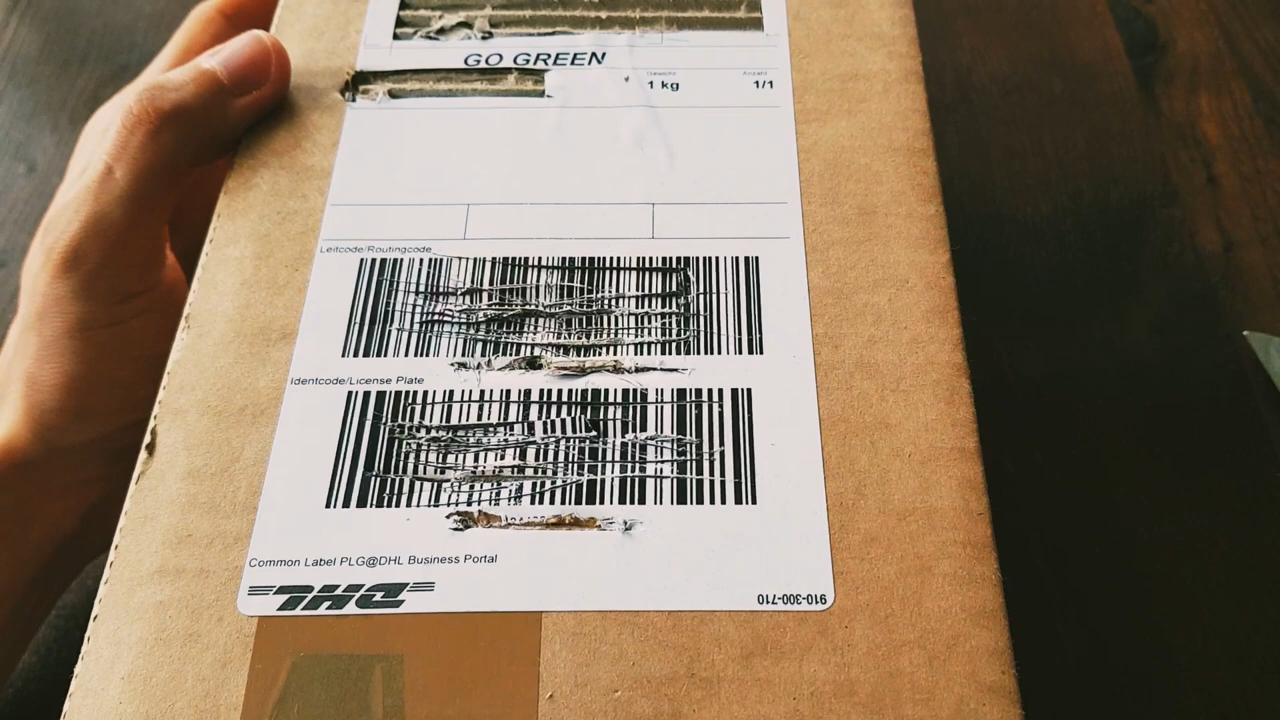 GO GREEN
Gewicht Anzahl
1 kg 1/1
Leitcode/Routingcode
Identcode/License Plate
Common Label PLG@DHL Business Portal
DHL
910-300-710